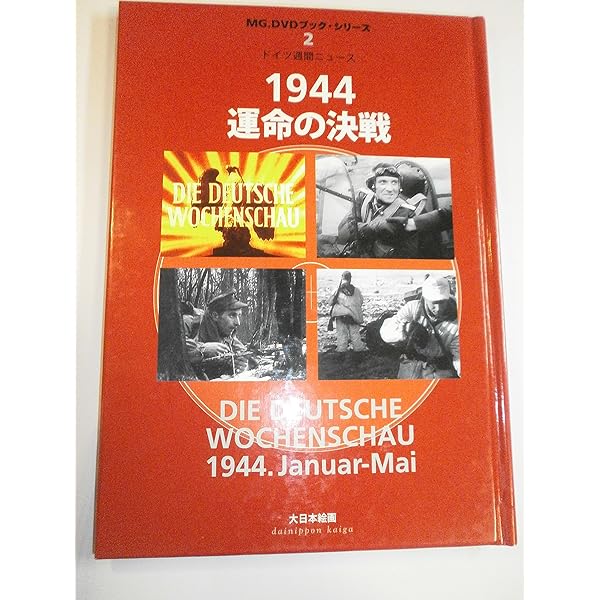 MG.DVDブック・シリーズ
2
ドイツ週間ニュース
1944
運命の決戦
DIE DEUTSCHE
WOCHENSCHAU
DIE DEUTSCHE
WOCHENSCHAU
1944.Januar-Mai
大日本絵画
dainippon kaiga